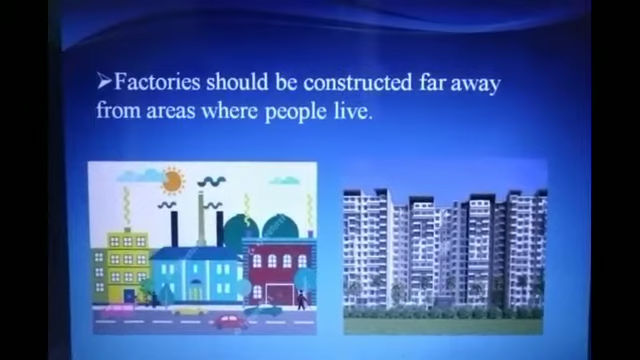 ➢Factories should be constructed far away
from areas where people live.